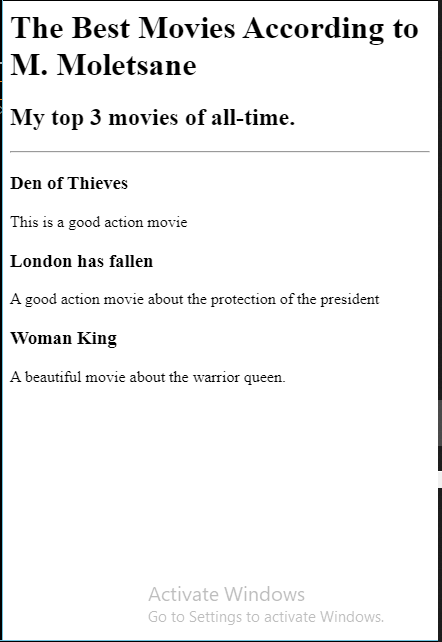 The Best Movies According to
M. Moletsane
My top 3 movies of all-time.
Den of Thieves
This is a good action movie
London has fallen
A good action movie about the protection of the president
Woman King
A beautiful movie about the warrior queen.
Activate Windows
Go to Settings to activate Windows.